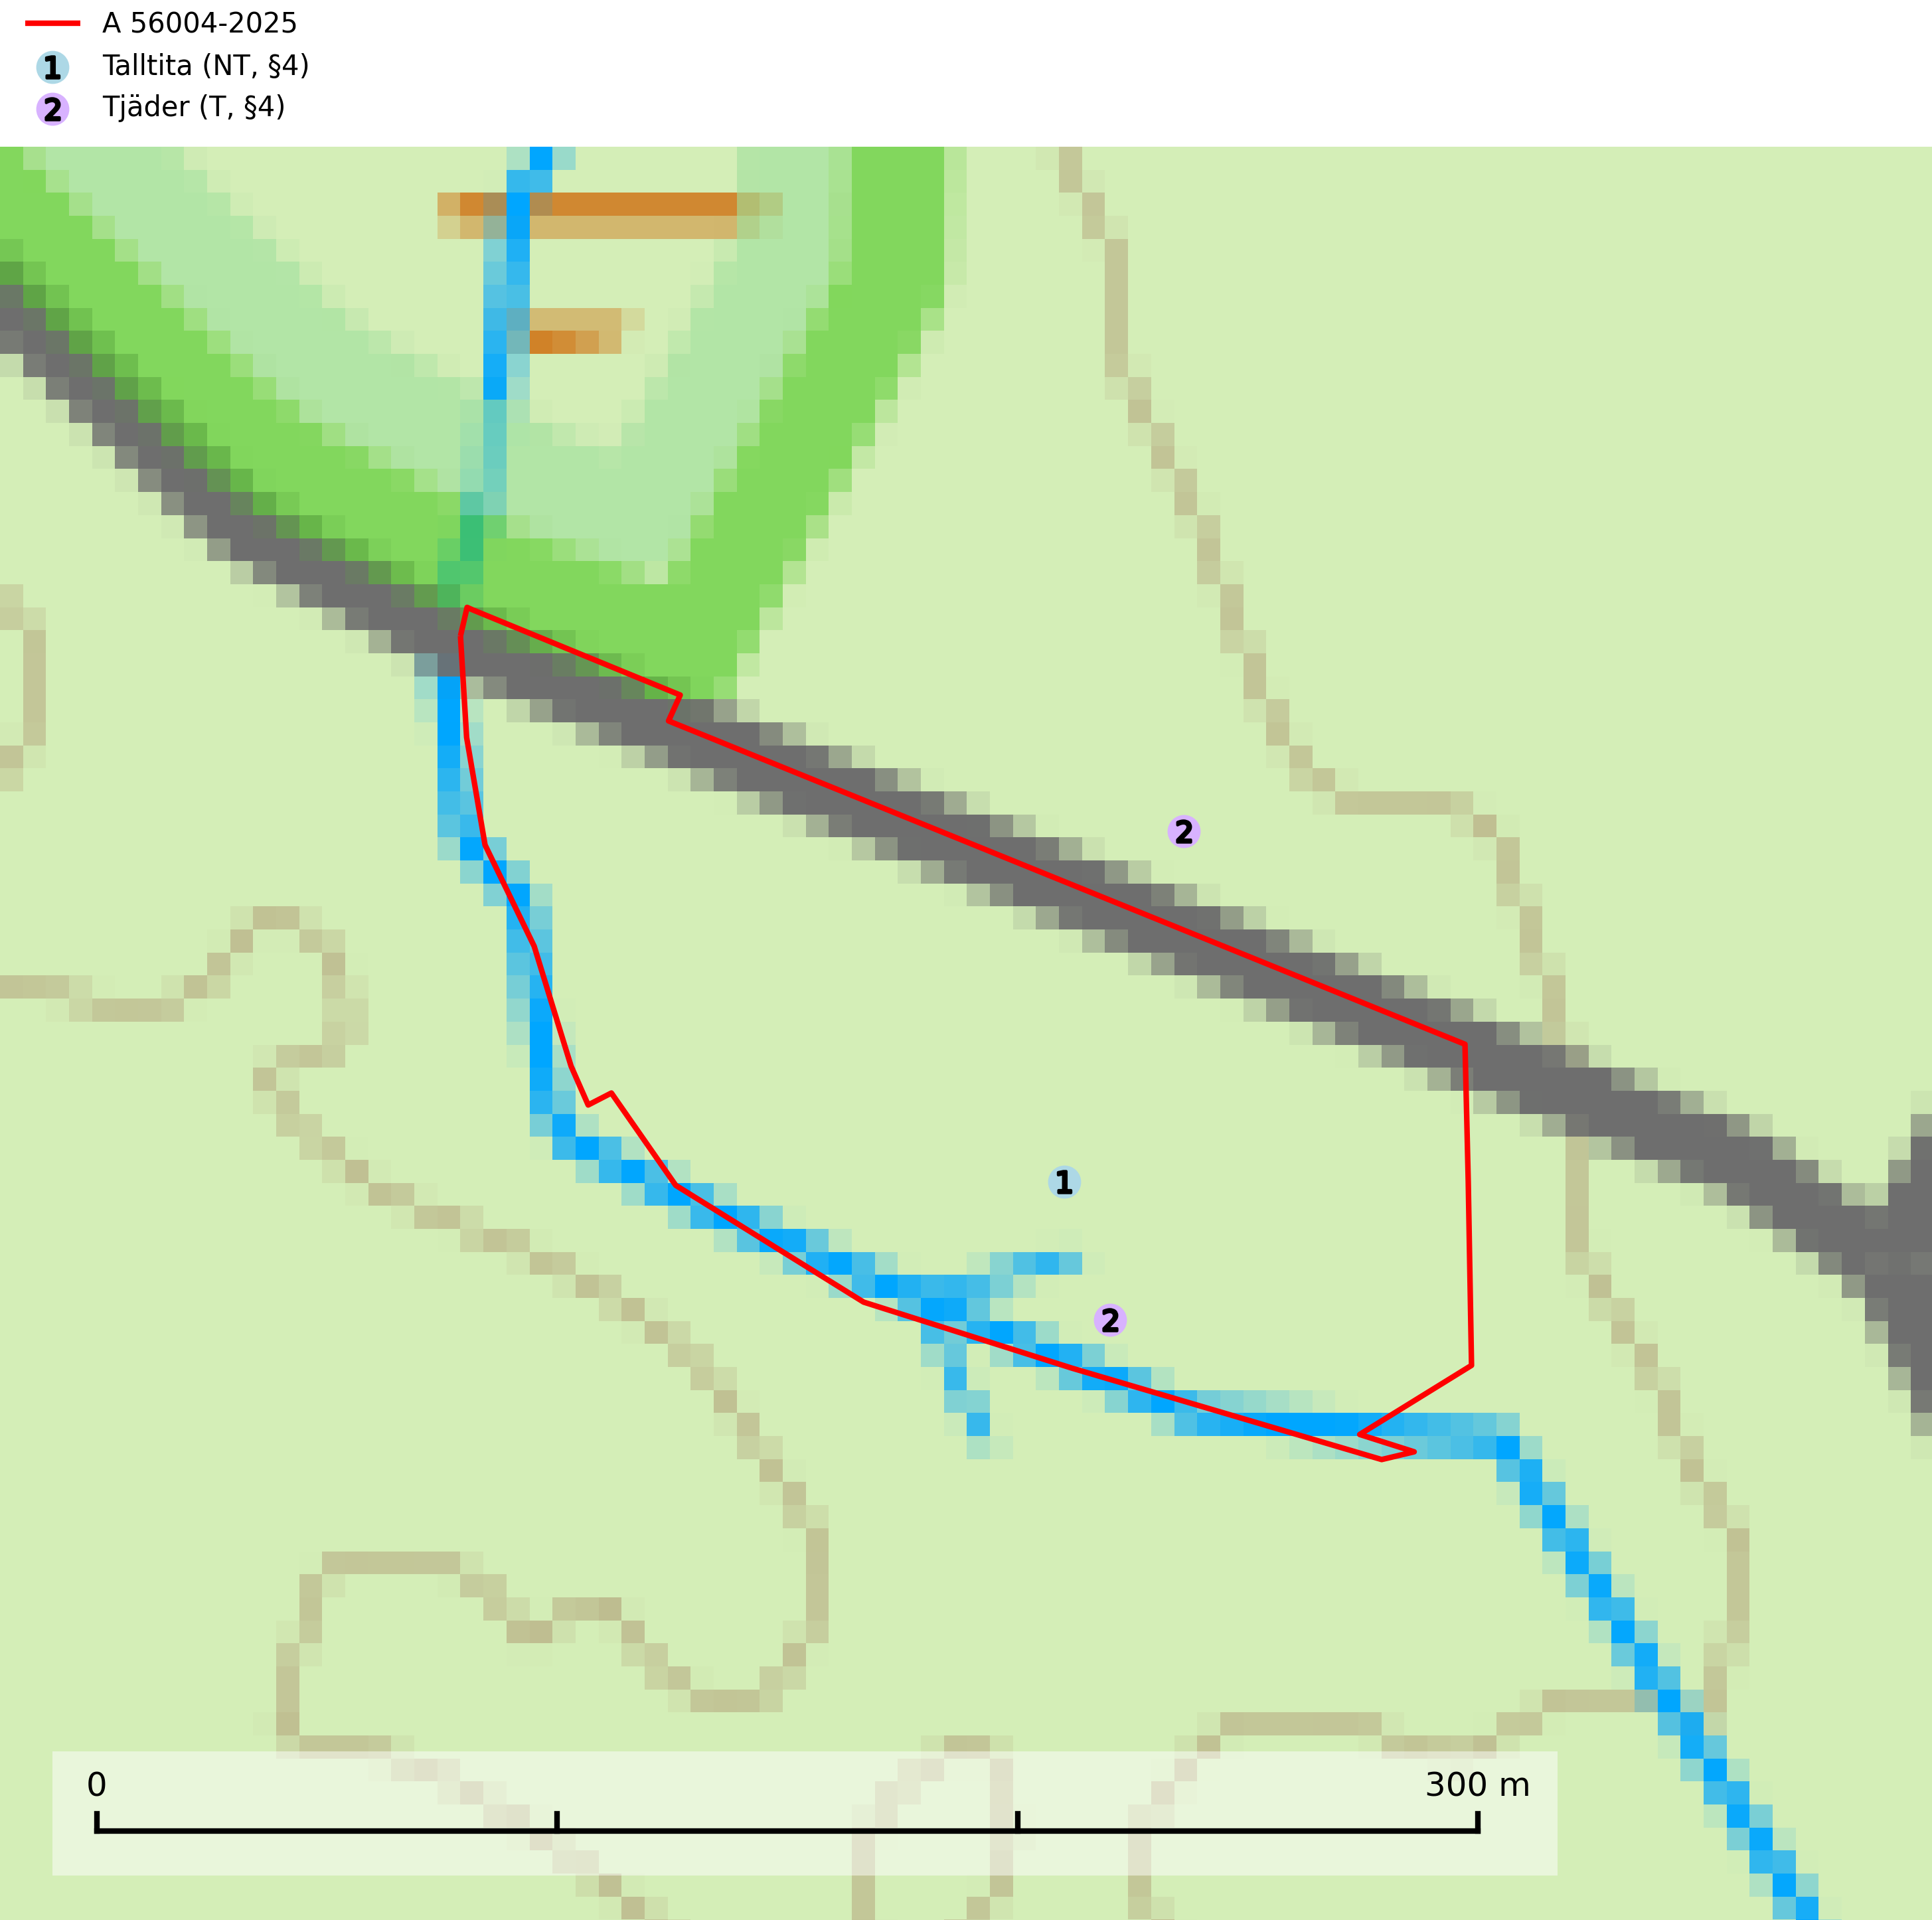 A 56004-2025
1 Talltita (NT, §4)
2 Tjäder (T, §4)
2
1
2
0 300 m